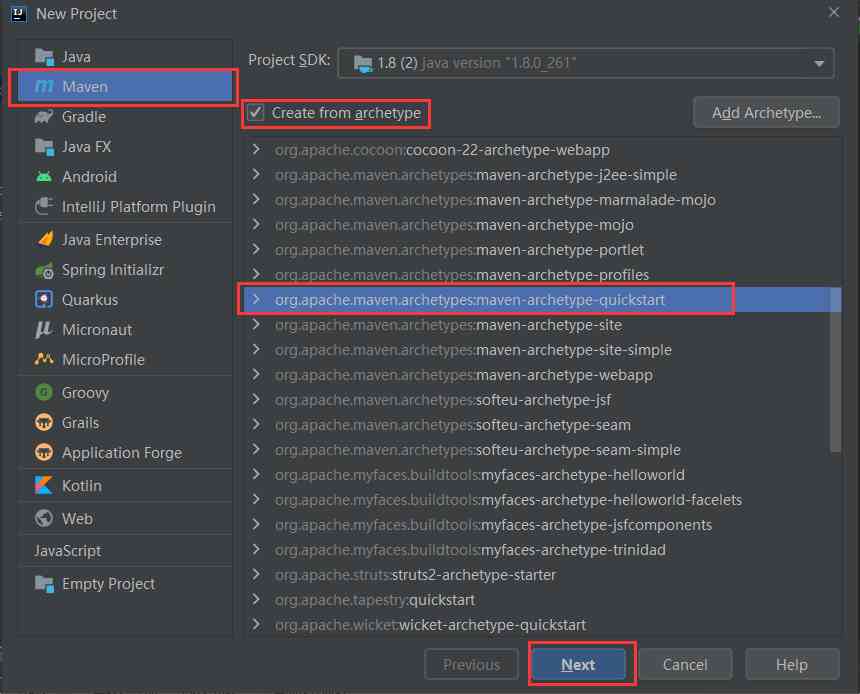 New Project
Java
Maven
Gradle
Java FX
Android
IntelliJ Platform Plugin
Java Enterprise
Spring Initializr
Quarkus
Micronaut
MicroProfile
Groovy
Grails
Application Forge
Kotlin
Web
JavaScript
Empty Project
Project SDK: 1.8 (2) java version "1.8.0_261"
Create from archetype
Add Archetype...
org.apache.cocoon:cocoon-22-archetype-webapp
org.apache.maven.archetypes:maven-archetype-j2ee-simple
org.apache.maven.archetypes:maven-archetype-marmalade-mojo
org.apache.maven.archetypes:maven-archetype-mojo
org.apache.maven.archetypes:maven-archetype-portlet
org.apache.maven.archetypes:maven-archetype-profiles
org.apache.maven.archetypes:maven-archetype-quickstart
org.apache.maven.archetypes:maven-archetype-site
org.apache.maven.archetypes:maven-archetype-site-simple
org.apache.maven.archetypes:maven-archetype-webapp
org.apache.maven.archetypes:softeu-archetype-jsf
org.apache.maven.archetypes:softeu-archetype-seam
org.apache.maven.archetypes:softeu-archetype-seam-simple
org.apache.myfaces.buildtools:myfaces-archetype-helloworld
org.apache.myfaces.buildtools:myfaces-archetype-helloworld-facelets
org.apache.myfaces.buildtools:myfaces-archetype-jsfcomponents
org.apache.myfaces.buildtools:myfaces-archetype-trinidad
org.apache.struts:struts2-archetype-starter
org.apache.tapestry:quickstart
org.apache.wicket:wicket-archetype-quickstart
Previous
Next
Cancel
Help